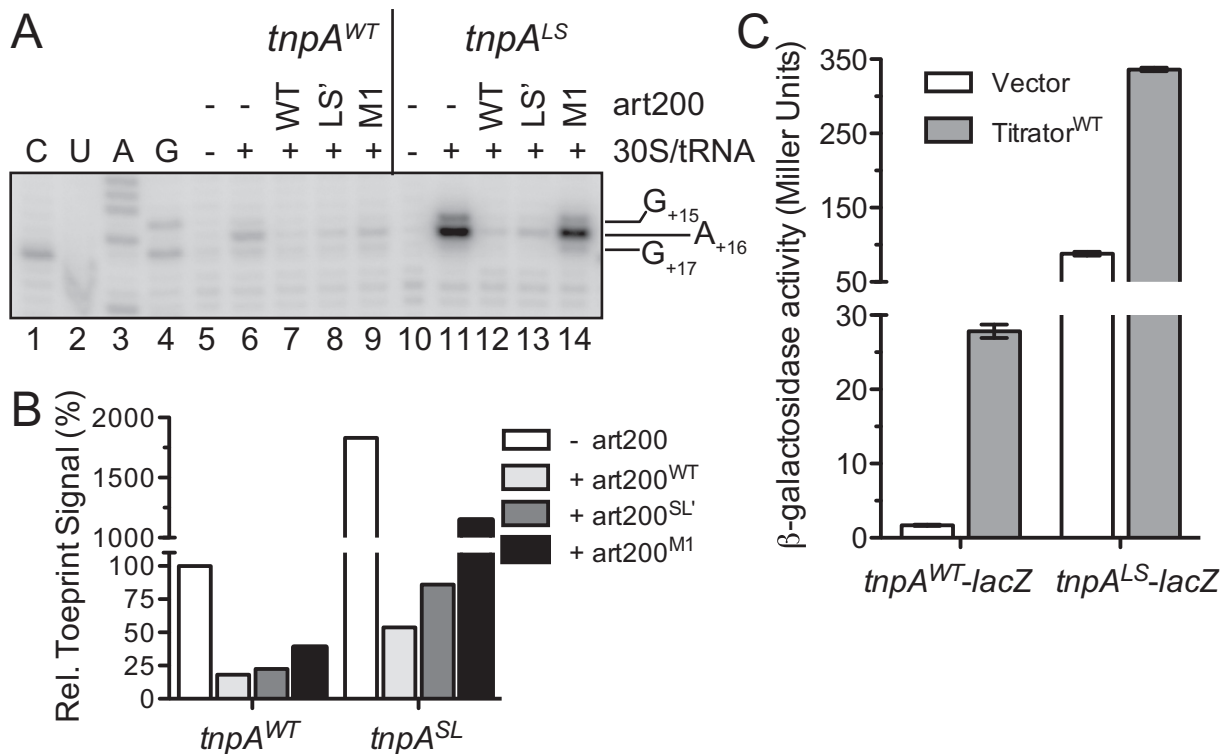 A
tnpA^WT tnpA^LS
- - WT LS' M1 - - WT LS' M1 art200
C U A G - + + + + - + + + + 30S/tRNA
G+15
A+16
G+17
1 2 3 4 5 6 7 8 9 10 11 12 13 14
B
Rel. Toeprint Signal (%)
2000
1500
1000
100
75
50
25
0
tnpA^WT tnpA^SL
- art200
+ art200^WT
+ art200^SL'
+ art200^M1
C
β-galactosidase activity (Miller Units)
350
250
150
50
30
20
10
0
Vector
Titrator^WT
tnpA^WT-lacZ tnpA^LS-lacZ